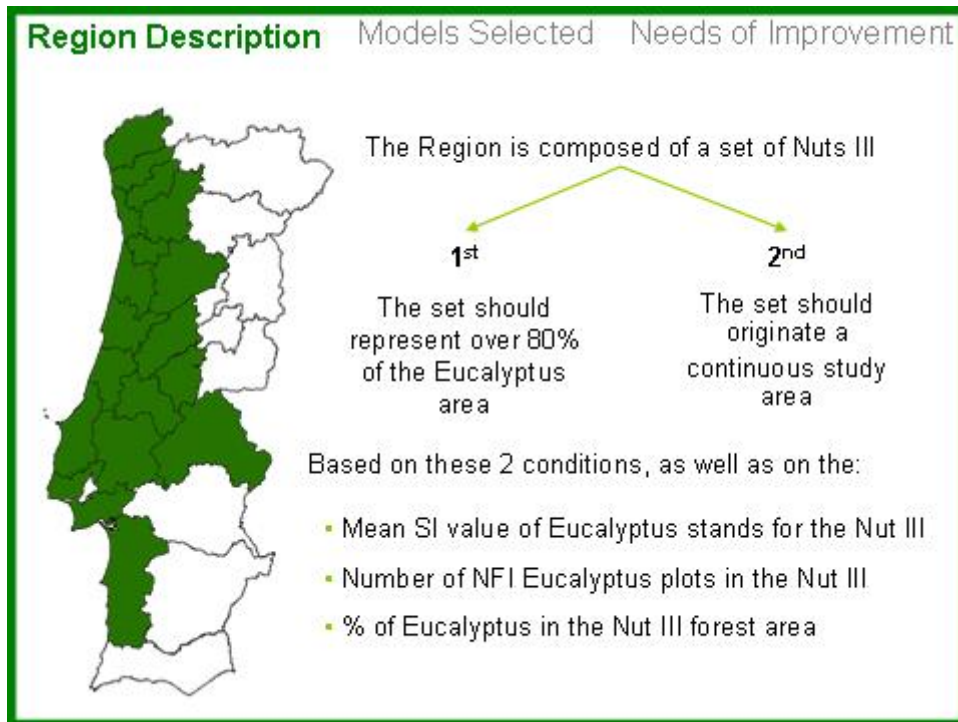 Region Description Models Selected Needs of Improvement
The Region is composed of a set of Nuts III
1st
The set should
represent over 80%
of the Eucalyptus
area
2nd
The set should
originate a
continuous study
area
Based on these 2 conditions, as well as on the:
▪ Mean SI value of Eucalyptus stands for the Nut III
▪ Number of NFI Eucalyptus plots in the Nut III
▪ % of Eucalyptus in the Nut III forest area